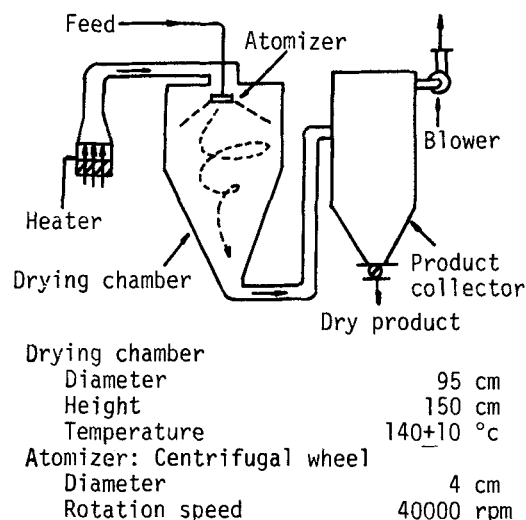 Feed
Atomizer
Blower
Heater
Drying chamber
Product
collector
Dry product
Drying chamber
Diameter 95 cm
Height 150 cm
Temperature 140±10 °c
Atomizer: Centrifugal wheel
Diameter 4 cm
Rotation speed 40000 rpm